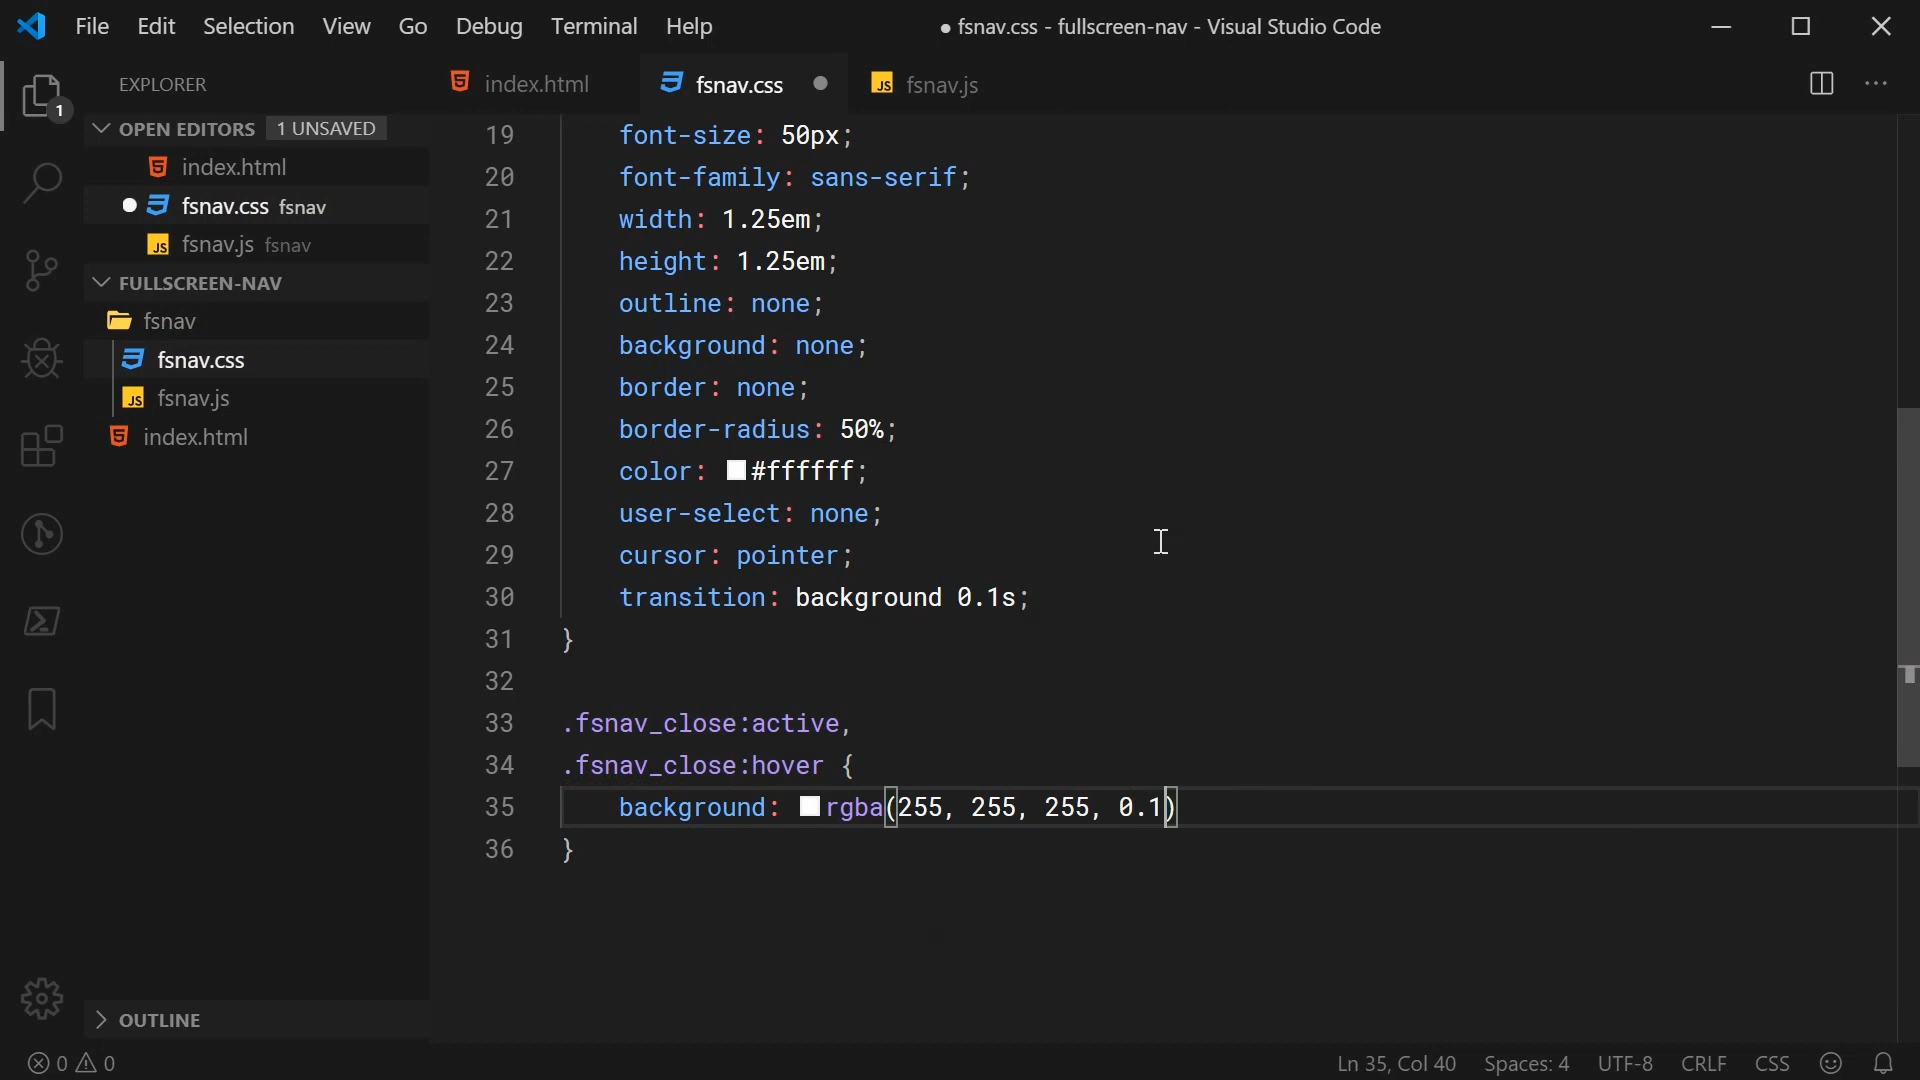 File Edit Selection View Go Debug Terminal Help
● fsnav.css - fullscreen-nav - Visual Studio Code
1
EXPLORER
OPEN EDITORS 1 UNSAVED
index.html
fsnav.css fsnav
JS fsnav.js fsnav
FULLSCREEN-NAV
fsnav
fsnav.css
JS fsnav.js
index.html
OUTLINE
index.html fsnav.css JS fsnav.js
19 font-size: 50px;
20 font-family: sans-serif;
21 width: 1.25em;
22 height: 1.25em;
23 outline: none;
24 background: none;
25 border: none;
26 border-radius: 50%;
27 color: #ffffff;
28 user-select: none;
29 cursor: pointer;
30 transition: background 0.1s;
31 }
32
33 .fsnav_close:active,
34 .fsnav_close:hover {
35 background: rgba(255, 255, 255, 0.1)
36 }
0 0
Ln 35, Col 40 Spaces: 4 UTF-8 CRLF CSS